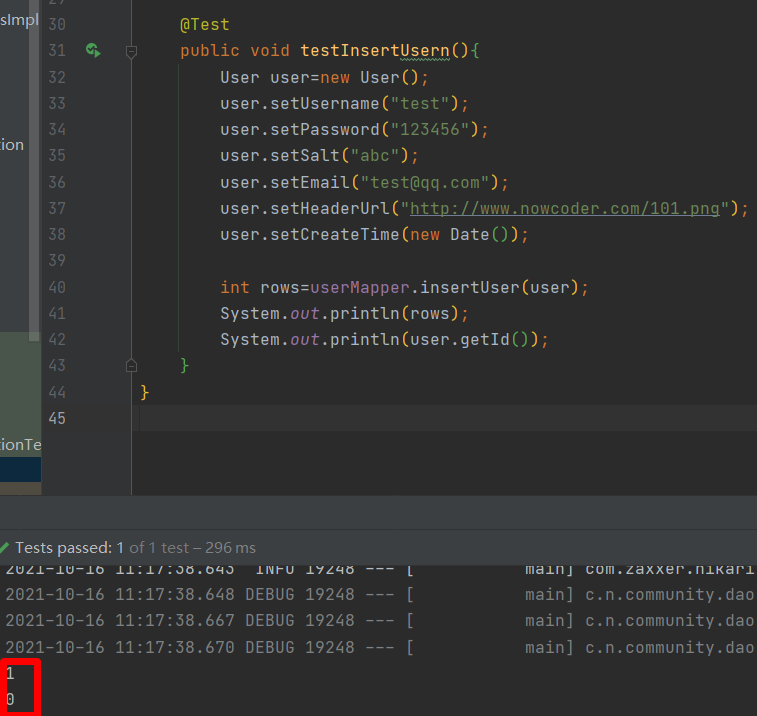 sImpl
30 @Test
31 public void testInsertUsern(){
32 User user=new User();
33 user.setUsername("test");
34 user.setPassword("123456");
35 user.setSalt("abc");
ion
36 user.setEmail("test@qq.com");
37 user.setHeaderUrl("http://www.nowcoder.com/101.png");
38 user.setCreateTime(new Date());
39
40 int rows=userMapper.insertUser(user);
41 System.out.println(rows);
42 System.out.println(user.getId());
43 }
44 }
45
tionTe
Tests passed: 1 of 1 test – 296 ms
2021-10-16 11:17:38.643 INFO 19248 --- [ main] com.zaxxer.hikari
2021-10-16 11:17:38.648 DEBUG 19248 --- [ main] c.n.community.dao
2021-10-16 11:17:38.667 DEBUG 19248 --- [ main] c.n.community.dao
2021-10-16 11:17:38.670 DEBUG 19248 --- [ main] c.n.community.dao
1
0